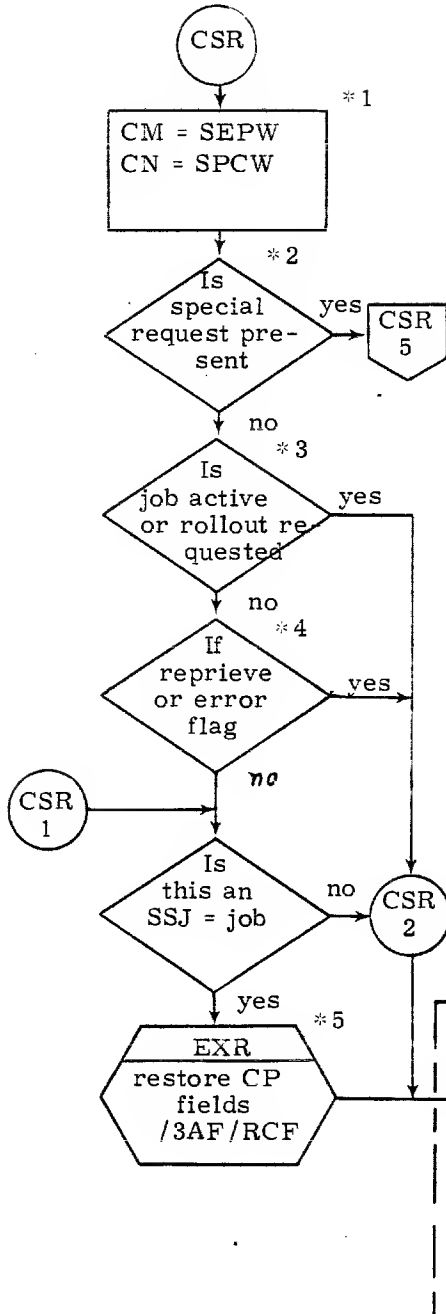 CSR
*1
CM = SEPW
CN = SPCW
*2
Is
special
request pre-
sent
yes
CSR
5
no
*3
Is
job active
or rollout re-
quested
yes
no
*4
If
reprieve
or error
flag
yes
no
CSR
1
Is
this an
SSJ = job
no
CSR
2
yes
*5
EXR
restore CP
fields
/3AF/RCF